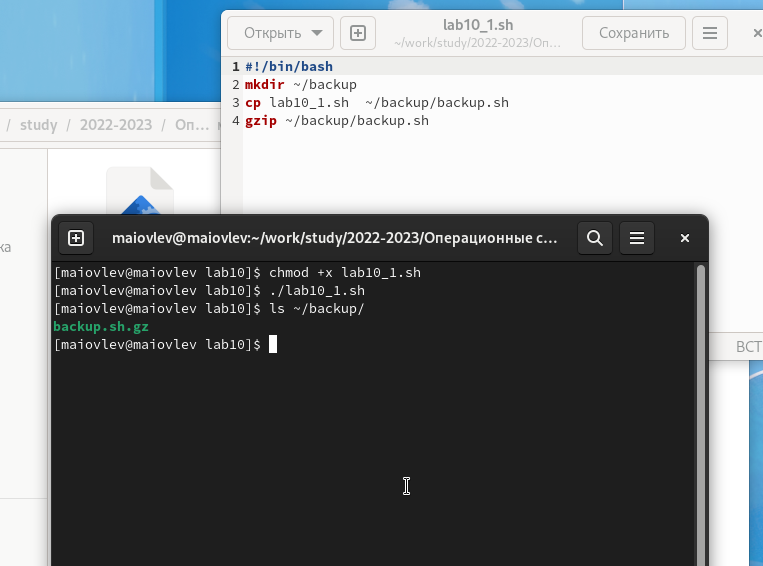 Открыть
lab10_1.sh
~/work/study/2022-2023/Оп…
Сохранить
1 #!/bin/bash
2 mkdir ~/backup
3 cp lab10_1.sh  ~/backup/backup.sh
4 gzip ~/backup/backup.sh
/ study / 2022-2023 / Оп…
ка
maiovlev@maiovlev:~/work/study/2022-2023/Операционные с…
[maiovlev@maiovlev lab10]$ chmod +x lab10_1.sh
[maiovlev@maiovlev lab10]$ ./lab10_1.sh
[maiovlev@maiovlev lab10]$ ls ~/backup/
backup.sh.gz
[maiovlev@maiovlev lab10]$
ВСТ